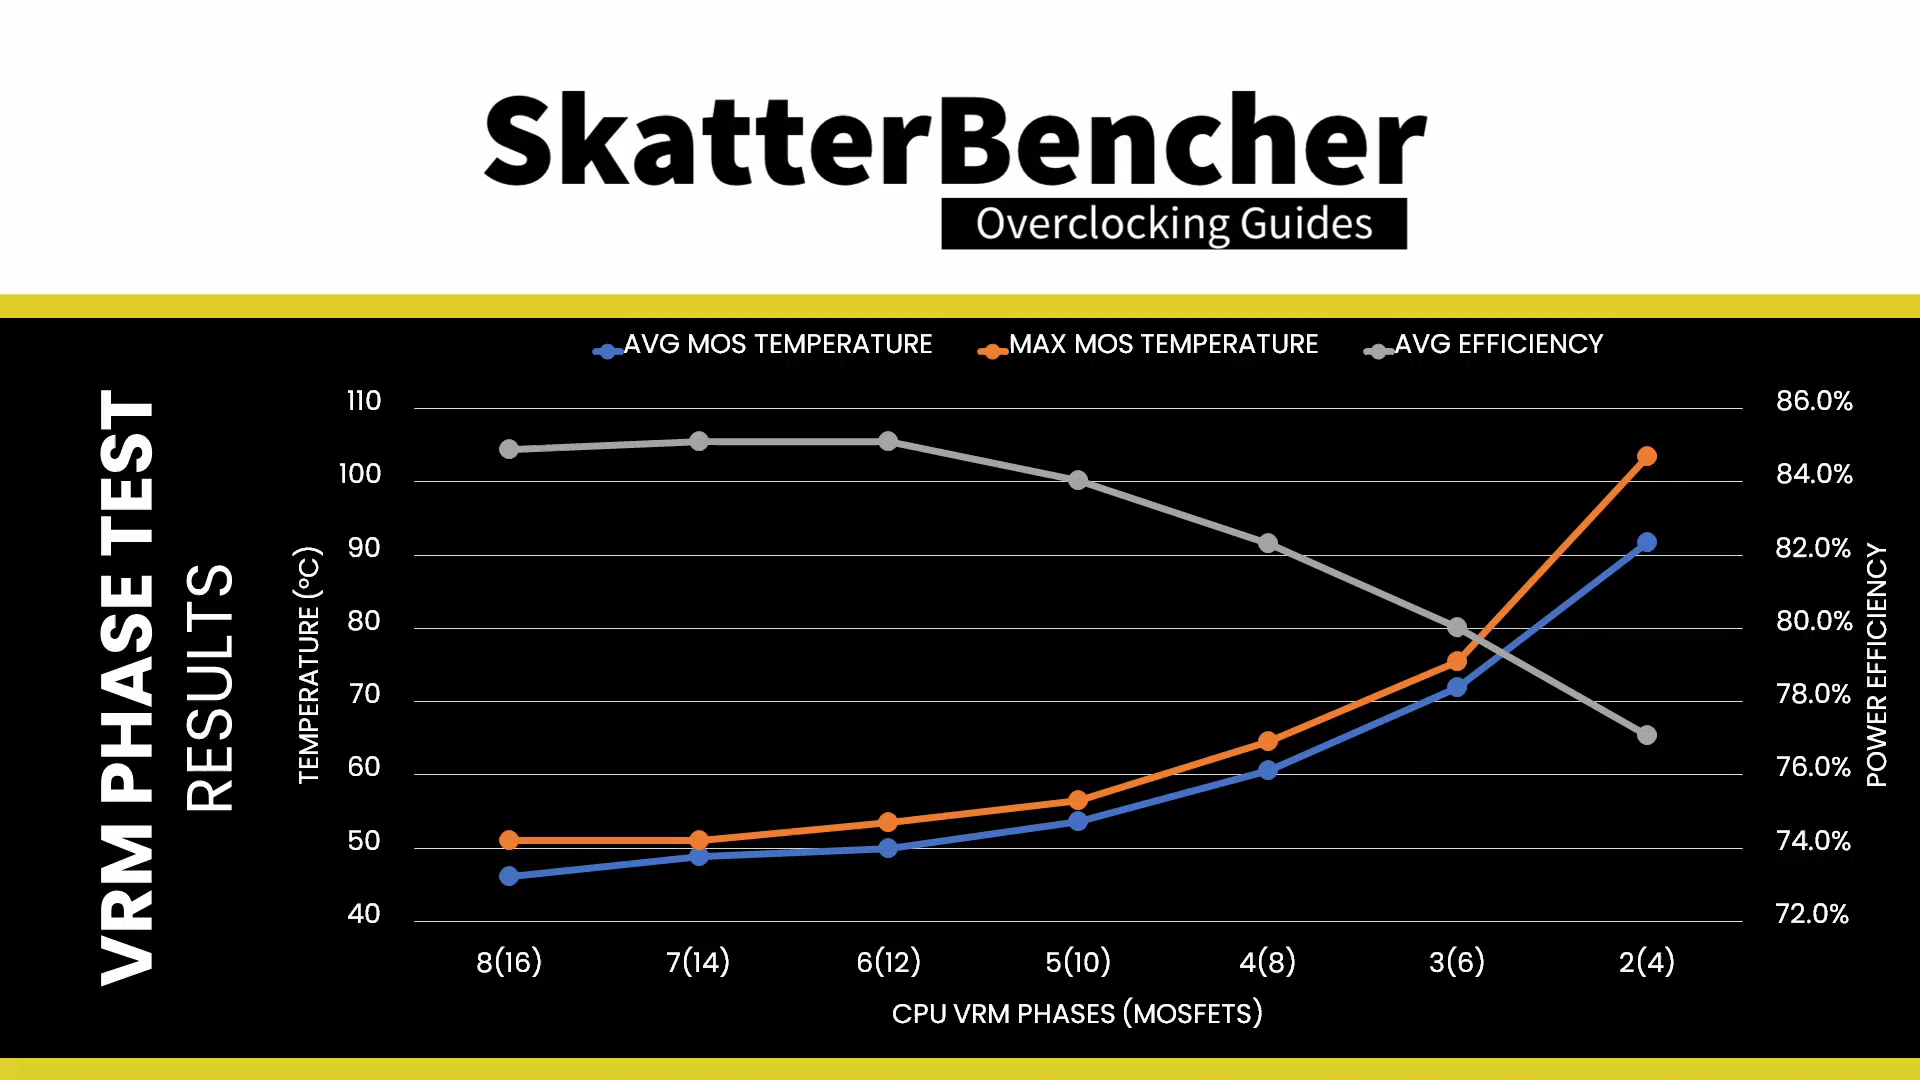 SkatterBencher
Overclocking Guides
VRM PHASE TEST
RESULTS
AVG MOS TEMPERATURE
MAX MOS TEMPERATURE
AVG EFFICIENCY
TEMPERATURE (ºC)
110
100
90
80
70
60
50
40
86.0%
84.0%
82.0%
80.0%
78.0%
76.0%
74.0%
72.0%
POWER EFFICIENCY
8(16)
7(14)
6(12)
5(10)
4(8)
3(6)
2(4)
CPU VRM PHASES (MOSFETS)